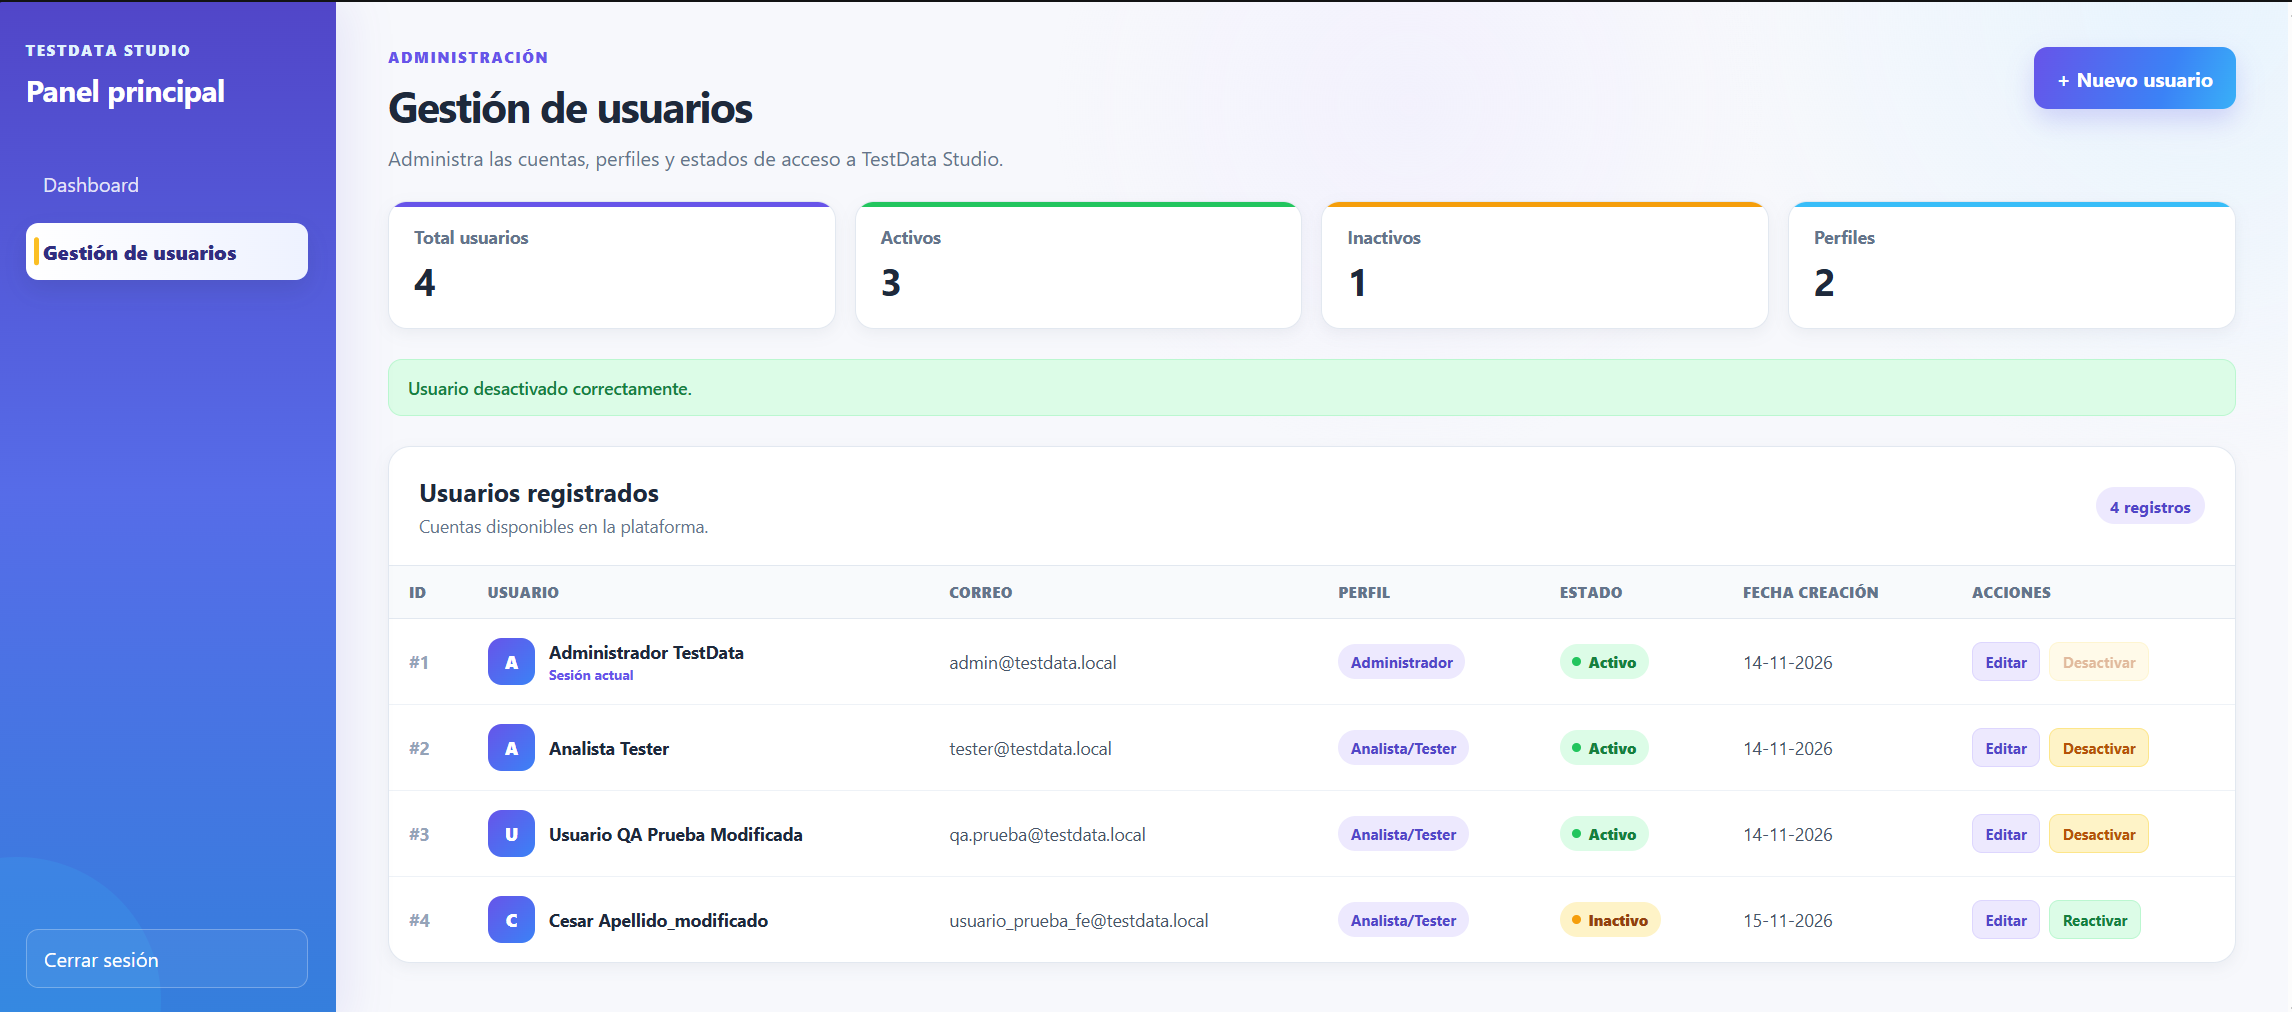 TESTDATA STUDIO
Panel principal
Dashboard
Gestión de usuarios
Cerrar sesión
ADMINISTRACIÓN
Gestión de usuarios
Administra las cuentas, perfiles y estados de acceso a TestData Studio.
+ Nuevo usuario
Total usuarios
4
Activos
3
Inactivos
1
Perfiles
2
Usuario desactivado correctamente.
Usuarios registrados
Cuentas disponibles en la plataforma.
4 registros
ID USUARIO CORREO PERFIL ESTADO FECHA CREACIÓN ACCIONES
#1 A Administrador TestData admin@testdata.local Administrador Activo 14-11-2026 Editar Desactivar
Sesión actual
#2 A Analista Tester tester@testdata.local Analista/Tester Activo 14-11-2026 Editar Desactivar
#3 U Usuario QA Prueba Modificada qa.prueba@testdata.local Analista/Tester Activo 14-11-2026 Editar Desactivar
#4 C Cesar Apellido_modificado usuario_prueba_fe@testdata.local Analista/Tester Inactivo 15-11-2026 Editar Reactivar